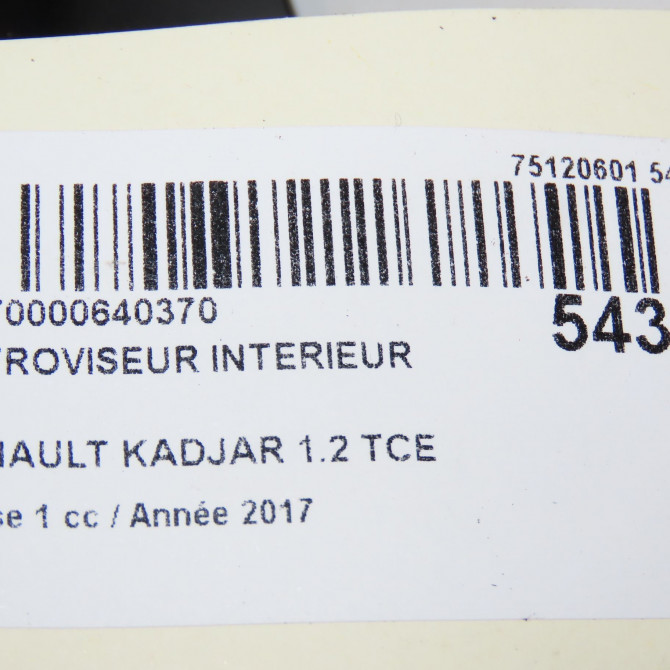 75120601 54
70000640370
543
TROVISEUR INTERIEUR
NAULT KADJAR 1.2 TCE
se 1 cc / Année 2017